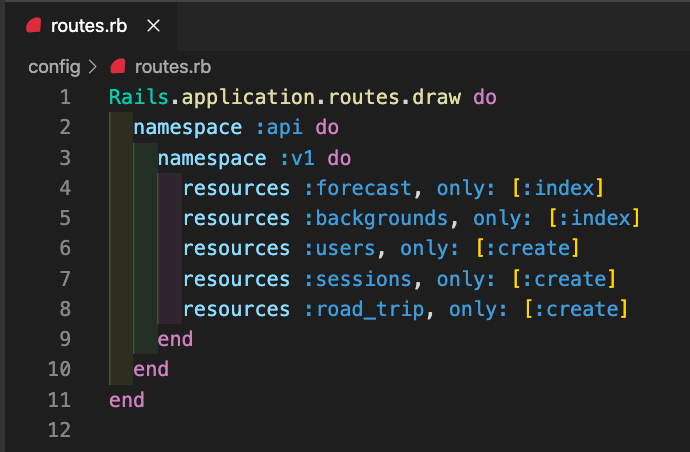 routes.rb ×
config > routes.rb
1 Rails.application.routes.draw do
2   namespace :api do
3     namespace :v1 do
4       resources :forecast, only: [:index]
5       resources :backgrounds, only: [:index]
6       resources :users, only: [:create]
7       resources :sessions, only: [:create]
8       resources :road_trip, only: [:create]
9     end
10   end
11 end
12